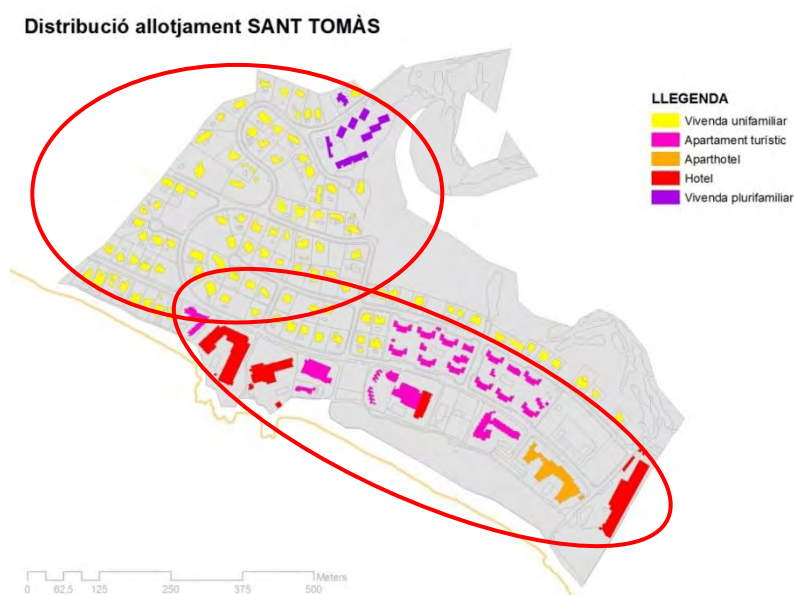 Distribució allotjament SANT TOMÀS
LLEGENDA
Vivenda unifamiliar
Apartament turístic
Aparthotel
Hotel
Vivenda plurifamiliar
Meters
0 62,5 125 250 375 500